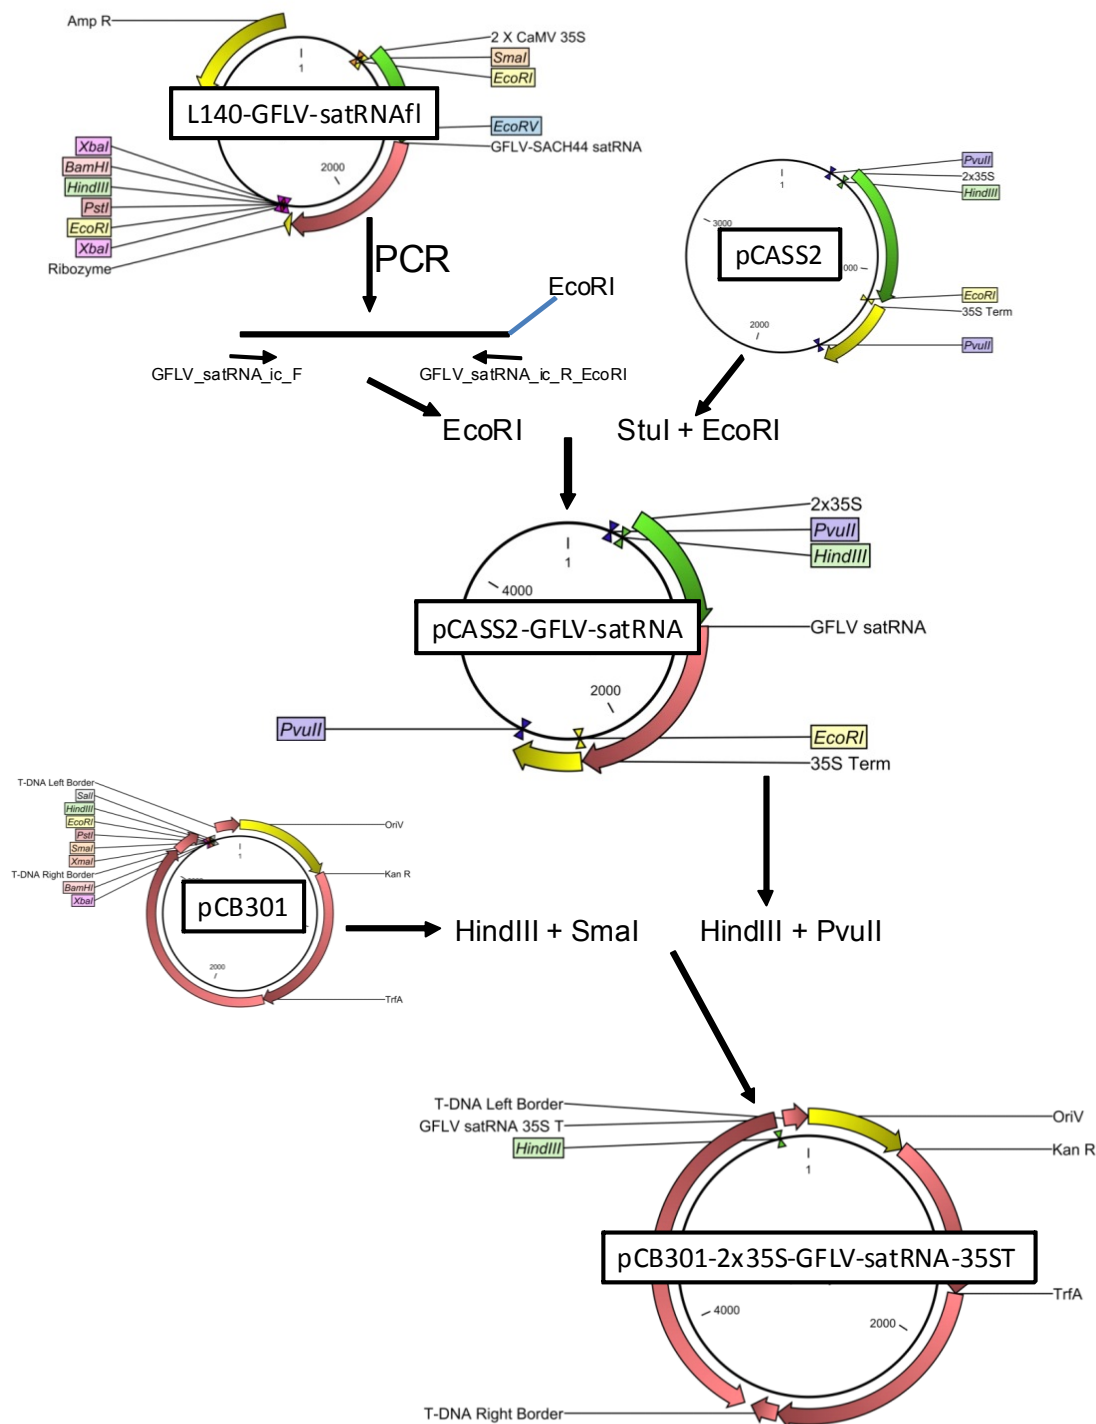 Amp R
2 X CaMV 35S
SmaI
EcoRI
1
L140-GFLV-satRNAfl
EcoRV
GFLV-SACH44 satRNA
XbaI
BamHI
HindIII
PstI
EcoRI
XbaI
Ribozyme
2000
PvuII
2x35S
HindIII
1
3000
pCASS2
000
EcoRI
35S Term
2000
PvuII
PCR
EcoRI
GFLV_satRNA_ic_F
GFLV_satRNA_ic_R_EcoRI
EcoRI
StuI + EcoRI
2x35S
PvuII
HindIII
1
4000
pCASS2-GFLV-satRNA
GFLV satRNA
2000
PvuII
EcoRI
35S Term
T-DNA Left Border
SalI
HindIII
EcoRI
PstI
SmaI
XmaI
T-DNA Right Border
BamHI
XbaI
OriV
1
Kan R
pCB301
2000
TrfA
HindIII + SmaI
HindIII + PvuII
T-DNA Left Border
GFLV satRNA 35S T
HindIII
OriV
Kan R
1
pCB301-2x35S-GFLV-satRNA-35ST
TrfA
4000
2000
T-DNA Right Border